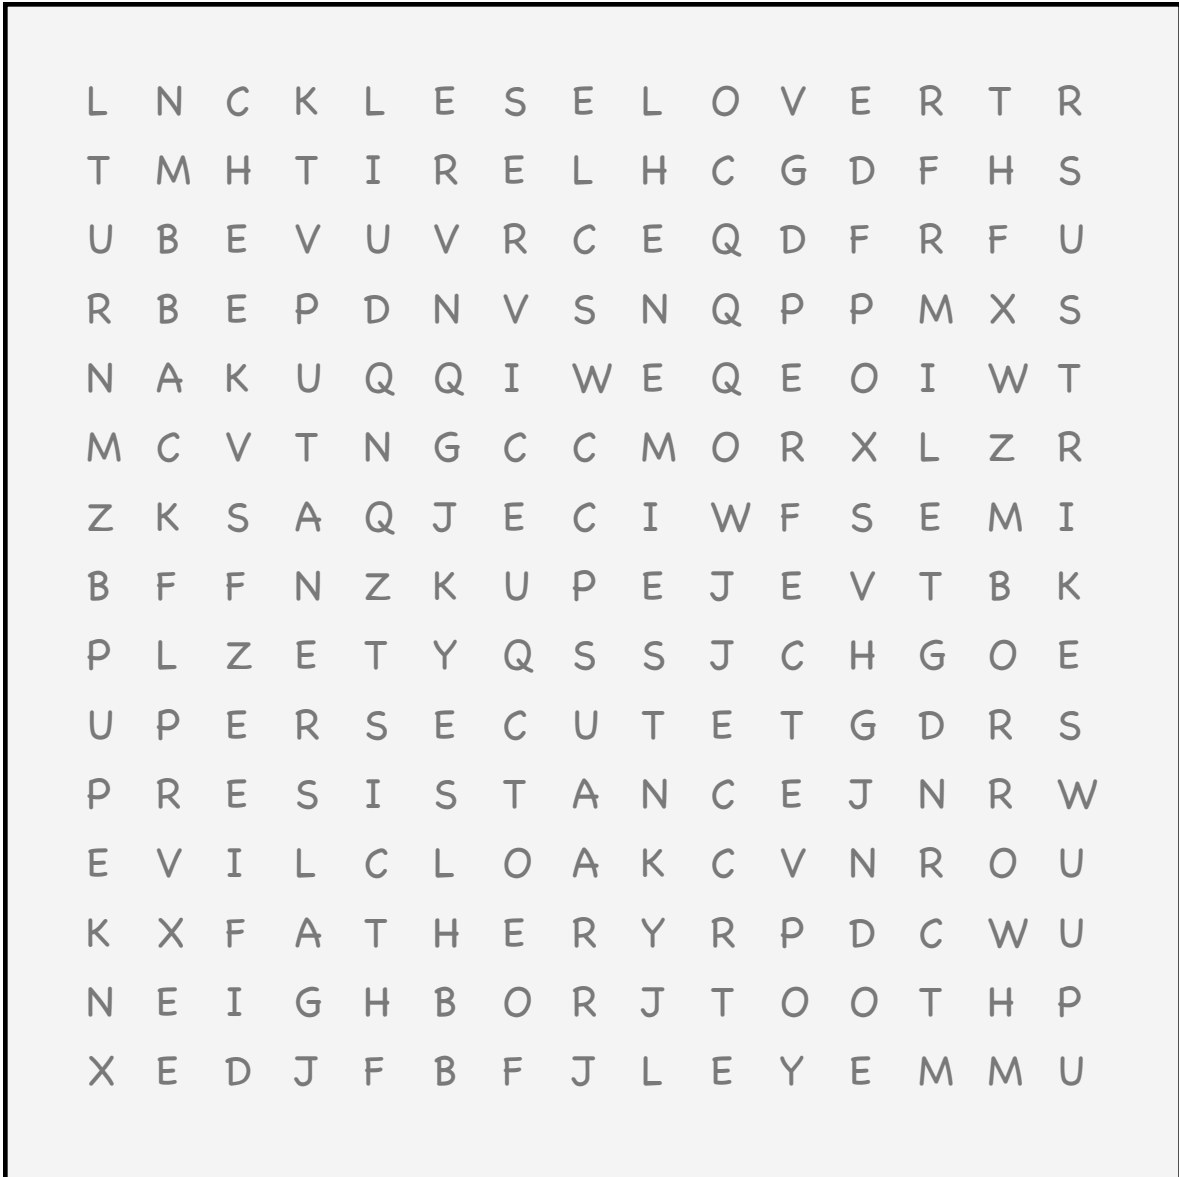 L N C K L E S E L O V E R T R
T M H T I R E L H C G D F H S
U B E V U V R C E Q D F R F U
R B E P D N V S N Q P P M X S
N A K U Q Q I W E Q E O I W T
M C V T N G C C M O R X L Z R
Z K S A Q J E C I W F S E M I
B F F N Z K U P E J E V T B K
P L Z E T Y Q S S J C H G O E
U P E R S E C U T E T G D R S
P R E S I S T A N C E J N R W
E V I L C L O A K C V N R O U
K X F A T H E R Y R P D C W U
N E I G H B O R J T O O T H P
X E D J F B F J L E Y E M M U